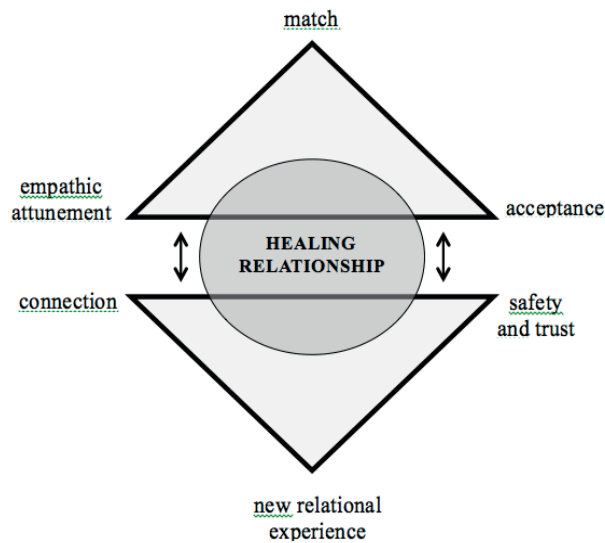 match
empathic
attunement
acceptance
HEALING
RELATIONSHIP
connection
safety
and trust
new relational
experience